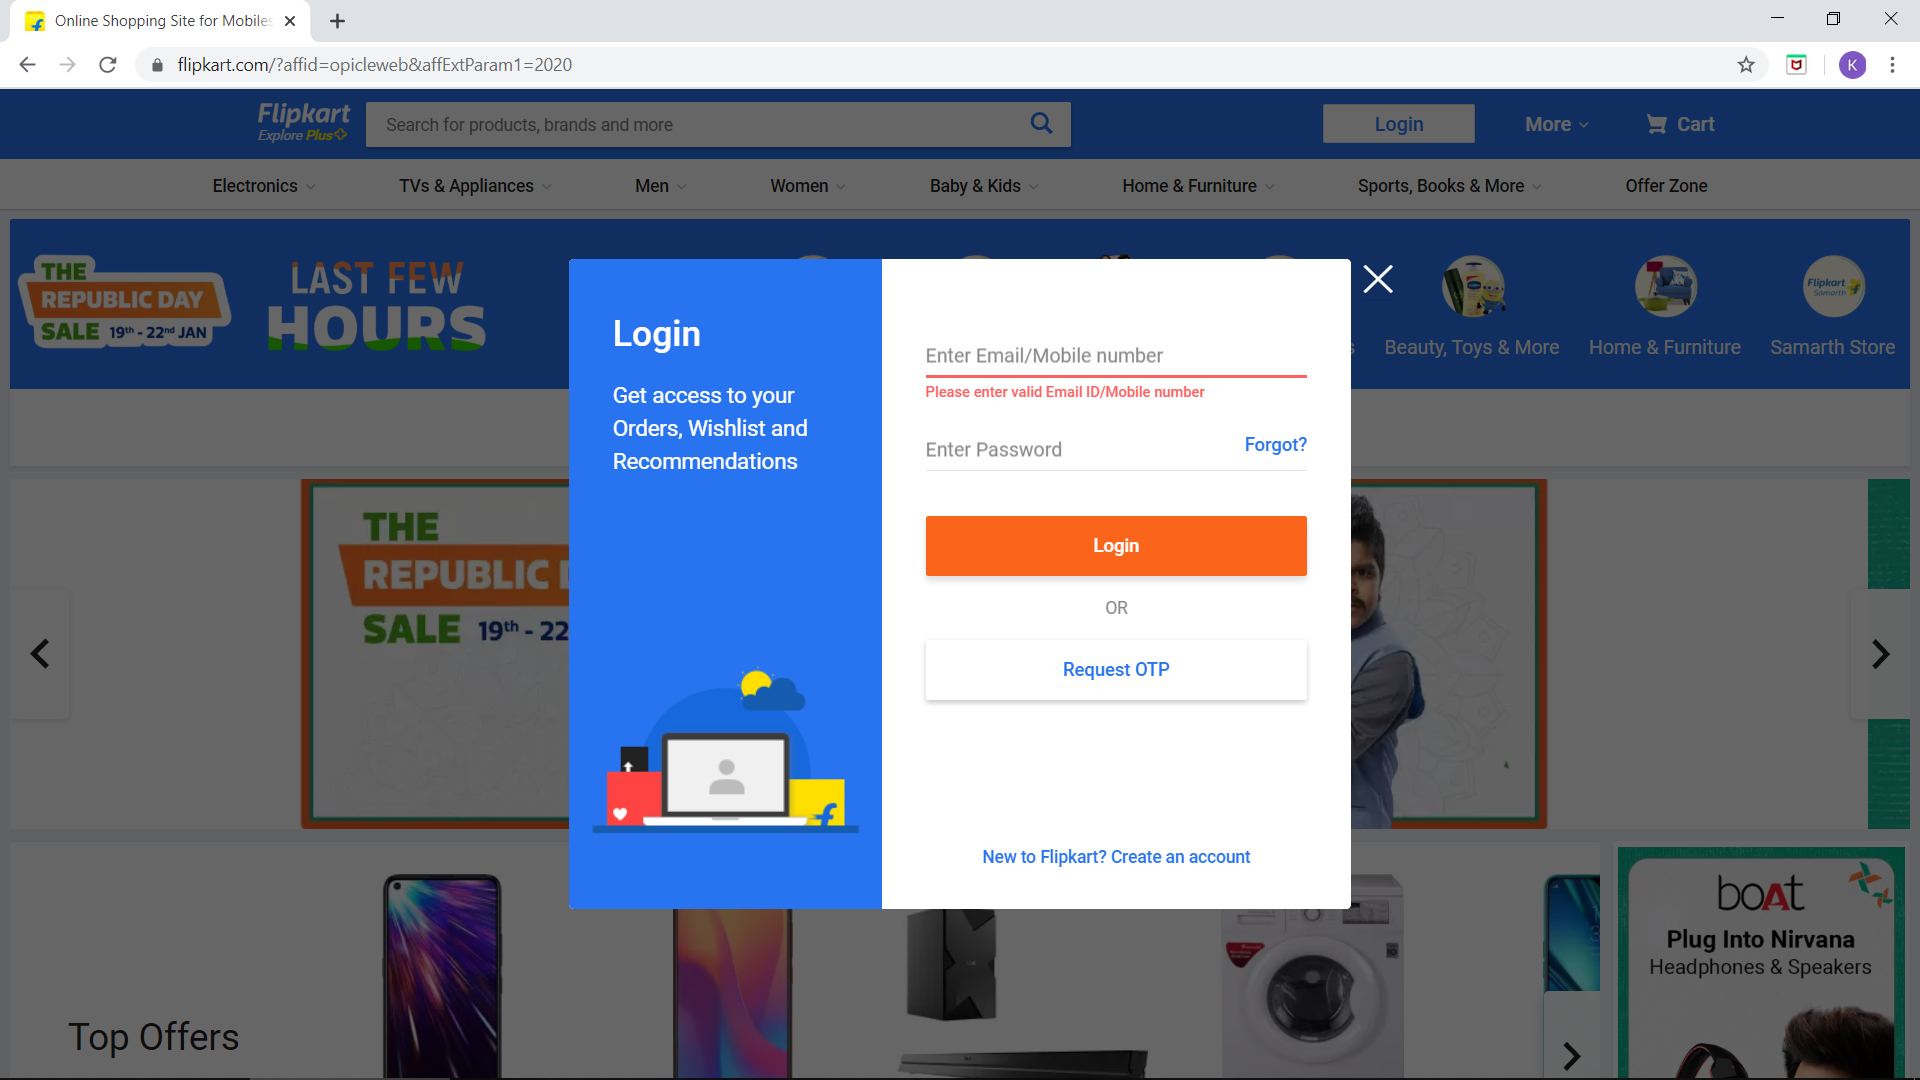 Online Shopping Site for Mobiles
flipkart.com/?affid=opicleweb&affExtParam1=2020
K
Flipkart
Explore Plus
Search for products, brands and more
Login
More
Cart
Electronics
TVs & Appliances
Men
Women
Baby & Kids
Home & Furniture
Sports, Books & More
Offer Zone
THE
REPUBLIC DAY
SALE 19th - 22nd JAN
LAST FEW
HOURS
s
Beauty, Toys & More
Home & Furniture
Flipkart
Samarth
Samarth Store
Login
Get access to your
Orders, Wishlist and
Recommendations
Enter Email/Mobile number
Please enter valid Email ID/Mobile number
Enter Password
Forgot?
Login
OR
Request OTP
New to Flipkart? Create an account
THE
REPUBLIC
SALE 19th - 22
Top Offers
boAt
Plug Into Nirvana
Headphones & Speakers